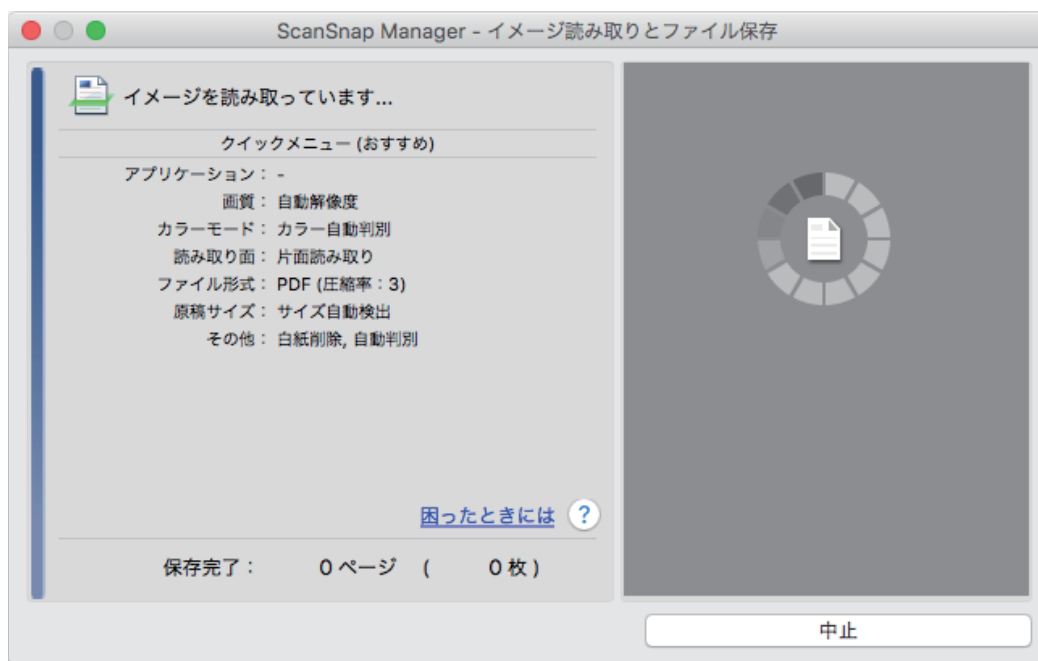 ScanSnap Manager - イメージ読み取りとファイル保存
イメージを読み取っています...
クイックメニュー (おすすめ)
アプリケーション： -
画質： 自動解像度
カラーモード： カラー自動判別
読み取り面： 片面読み取り
ファイル形式： PDF (圧縮率：3)
原稿サイズ： サイズ自動検出
その他： 白紙削除, 自動判別
困ったときには ?
保存完了： 0 ページ ( 0 枚 )
中止